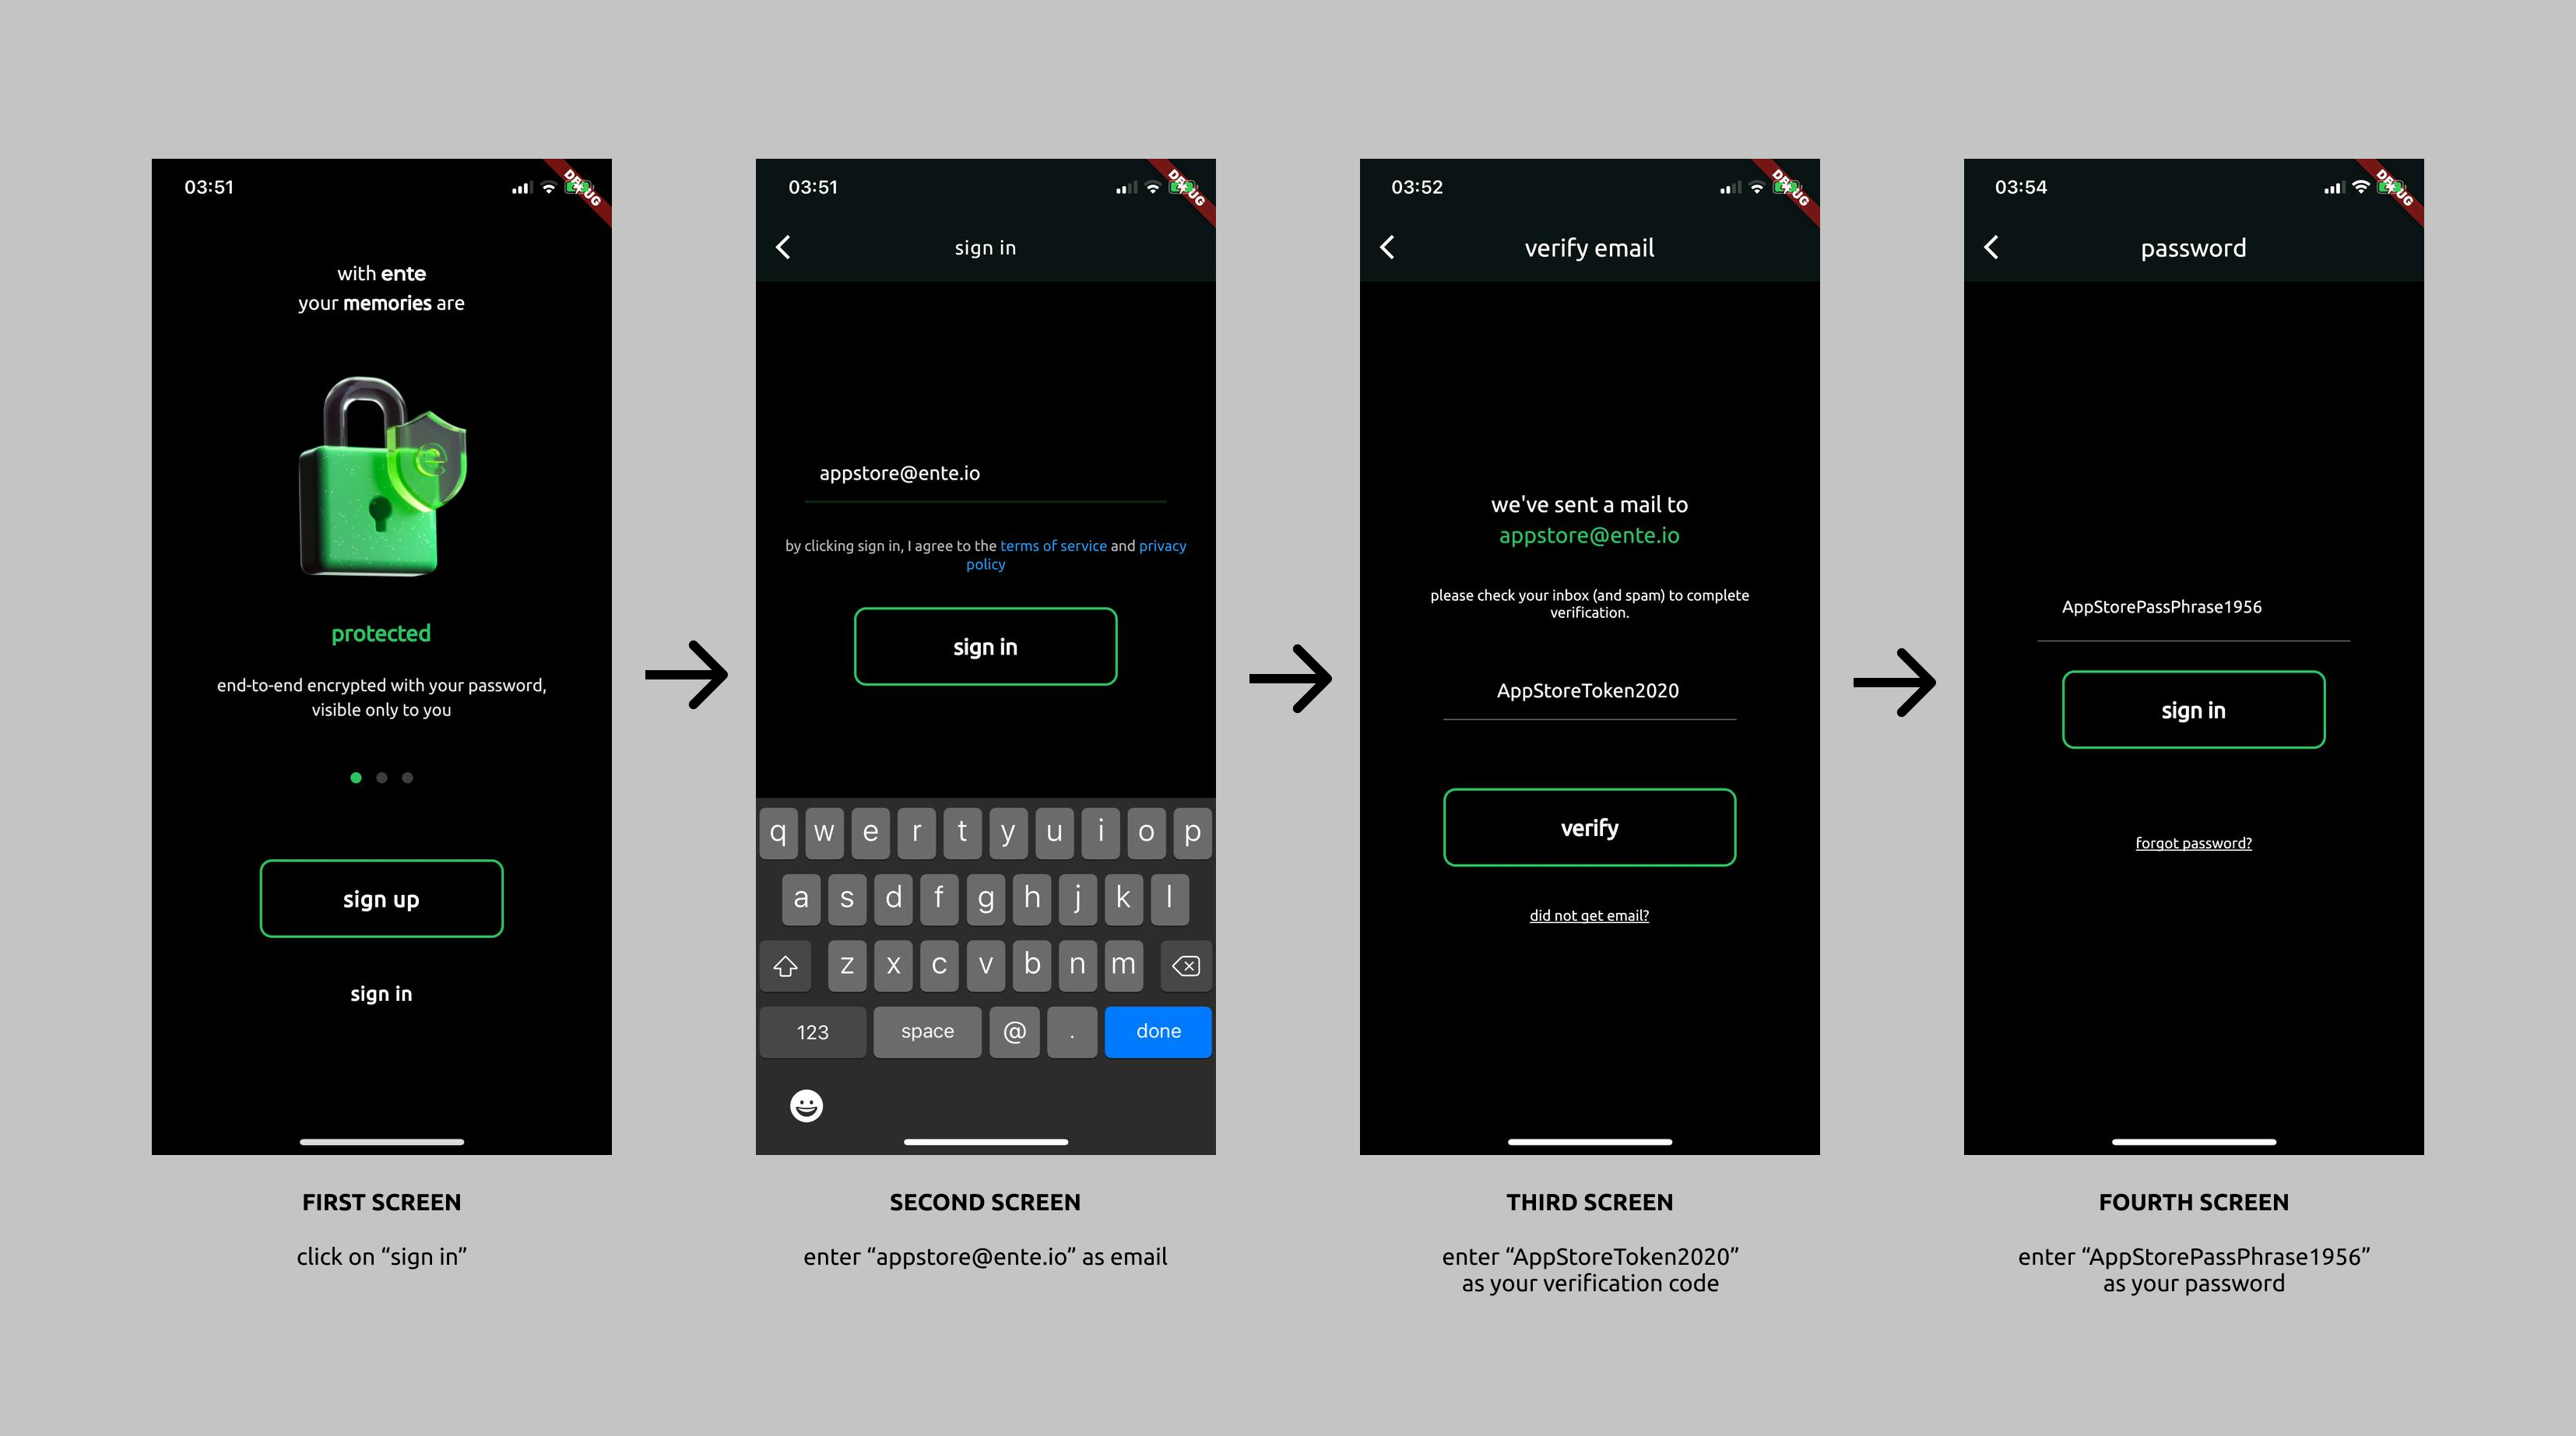 03:51
DEBUG
with ente
your memories are
e
protected
end-to-end encrypted with your password,
visible only to you
sign up
sign in
FIRST SCREEN
click on “sign in”
03:51
DEBUG
sign in
appstore@ente.io
by clicking sign in, I agree to the terms of service and privacy
policy
sign in
q w e r t y u i o p
a s d f g h j k l
z x c v b n m
123 space @ . done
SECOND SCREEN
enter “appstore@ente.io” as email
03:52
DEBUG
verify email
we've sent a mail to
appstore@ente.io
please check your inbox (and spam) to complete
verification.
AppStoreToken2020
verify
did not get email?
THIRD SCREEN
enter “AppStoreToken2020”
as your verification code
03:54
DEBUG
password
AppStorePassPhrase1956
sign in
forgot password?
FOURTH SCREEN
enter “AppStorePassPhrase1956”
as your password